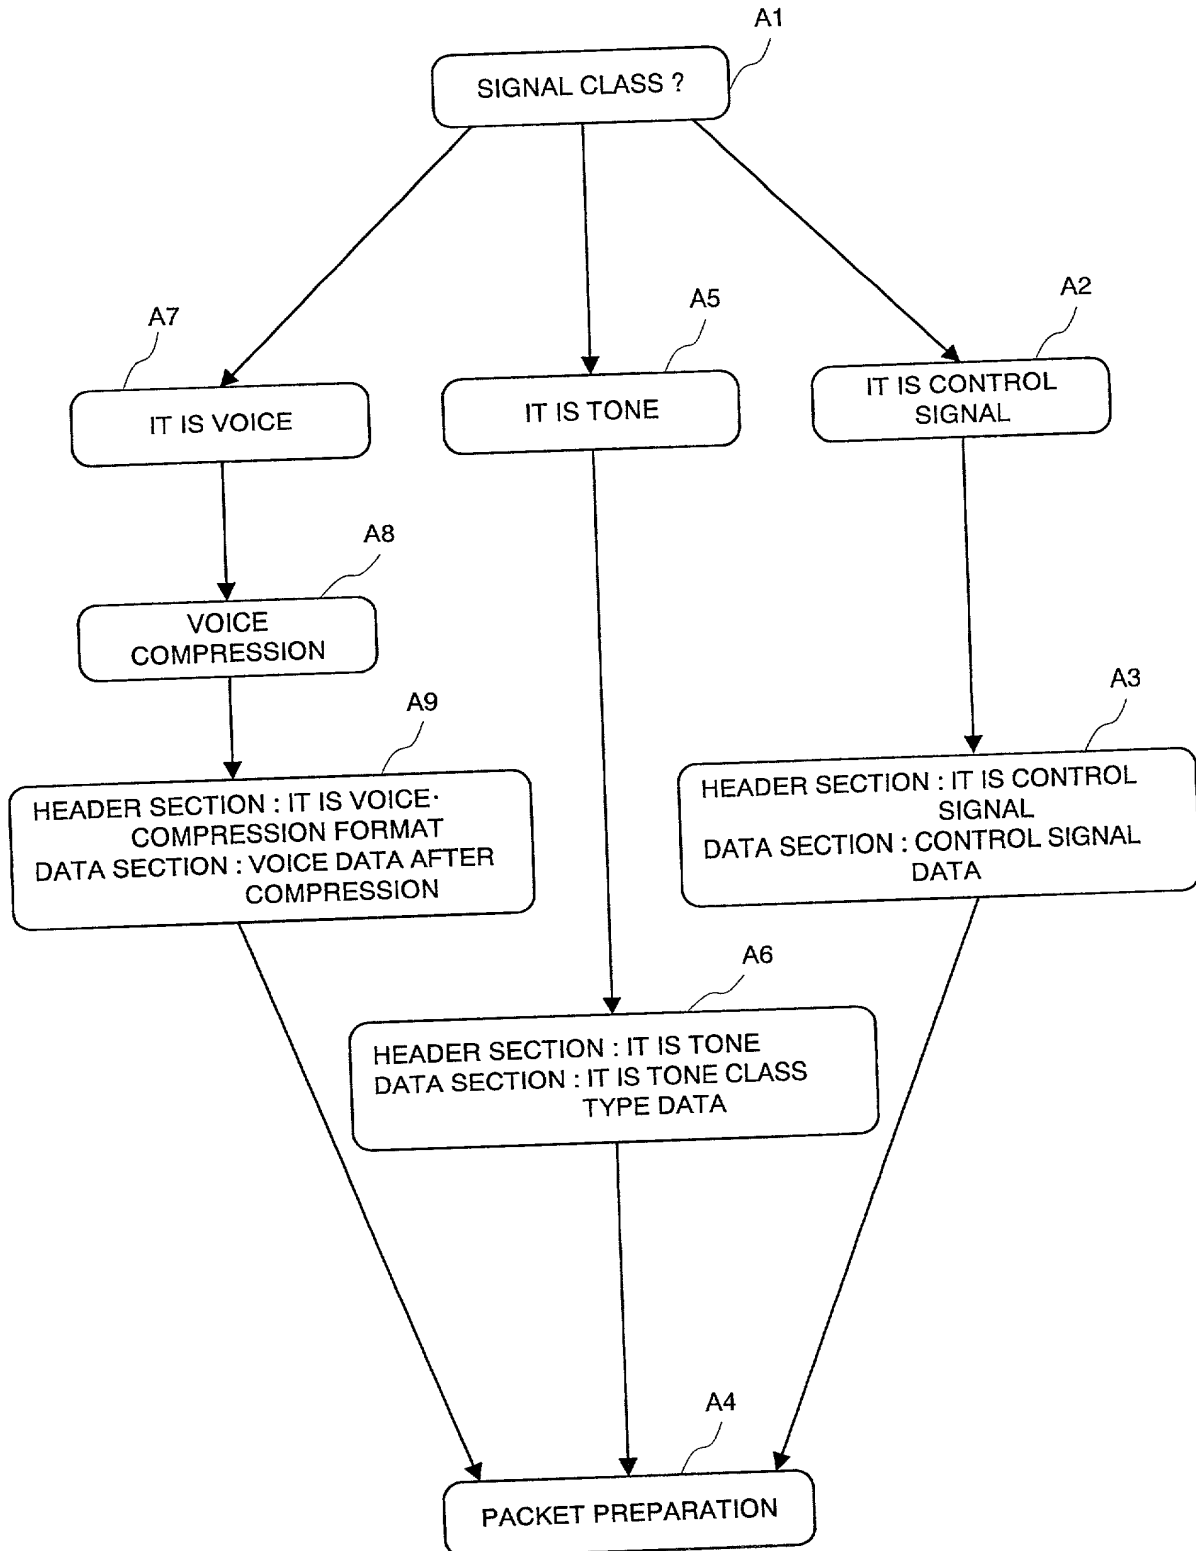 A1
SIGNAL CLASS ?
A7
A5
A2
IT IS VOICE
IT IS TONE
IT IS CONTROL
SIGNAL
A8
VOICE
COMPRESSION
A9
A3
HEADER SECTION : IT IS VOICE·
COMPRESSION FORMAT
DATA SECTION : VOICE DATA AFTER
COMPRESSION
HEADER SECTION : IT IS CONTROL
SIGNAL
DATA SECTION : CONTROL SIGNAL
DATA
A6
HEADER SECTION : IT IS TONE
DATA SECTION : IT IS TONE CLASS
TYPE DATA
A4
PACKET PREPARATION